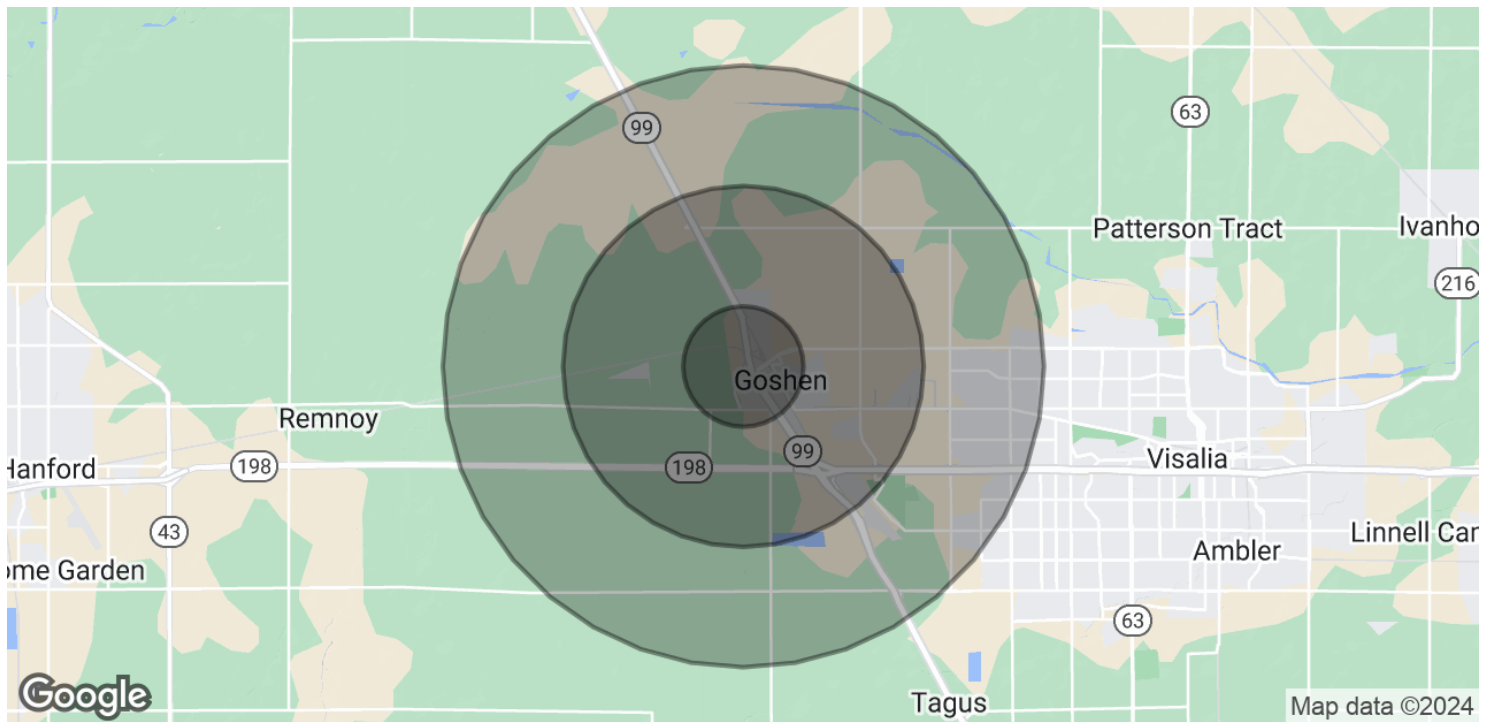 99
63
Patterson Tract
Ivanho
216
Goshen
Remnoy
Hanford
198
198
99
Visalia
43
Linnell Car
Ambler
ome Garden
63
Tagus
Google
Map data ©2024